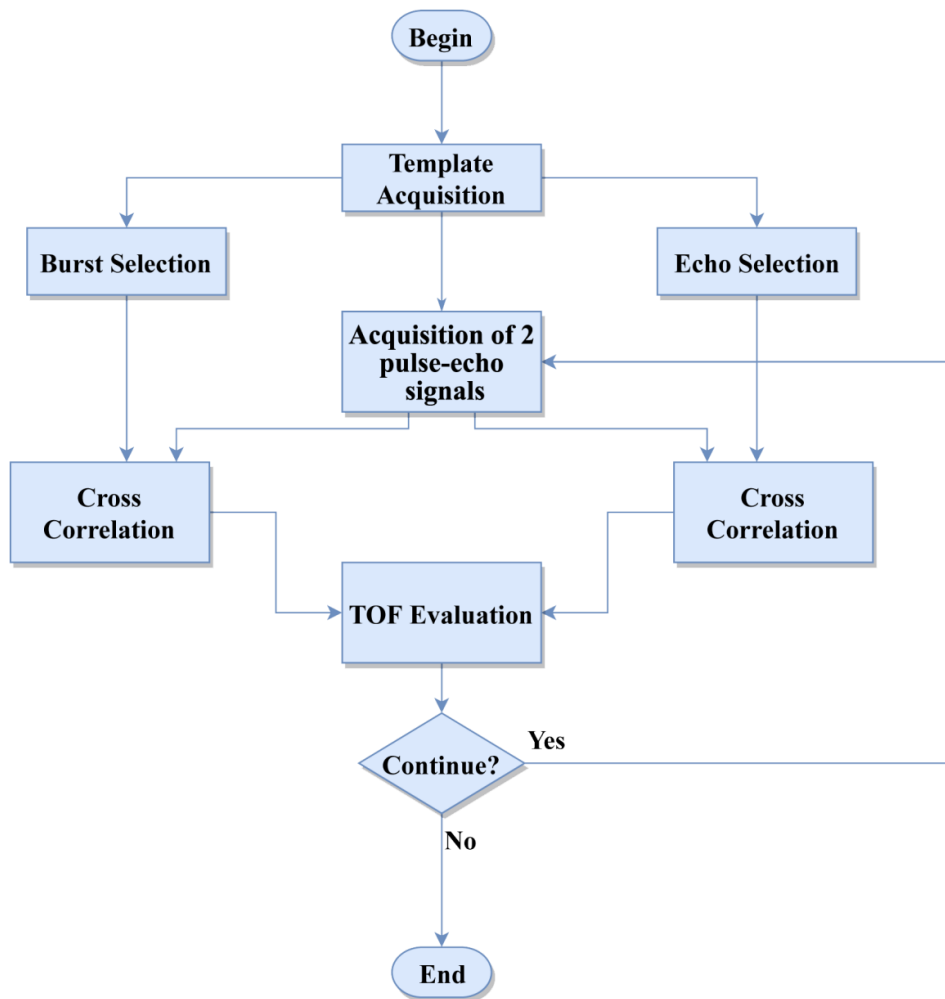 Begin
Template
Acquisition
Burst Selection
Echo Selection
Acquisition of 2
pulse-echo
signals
Cross
Correlation
Cross
Correlation
TOF Evaluation
Continue?
Yes
No
End